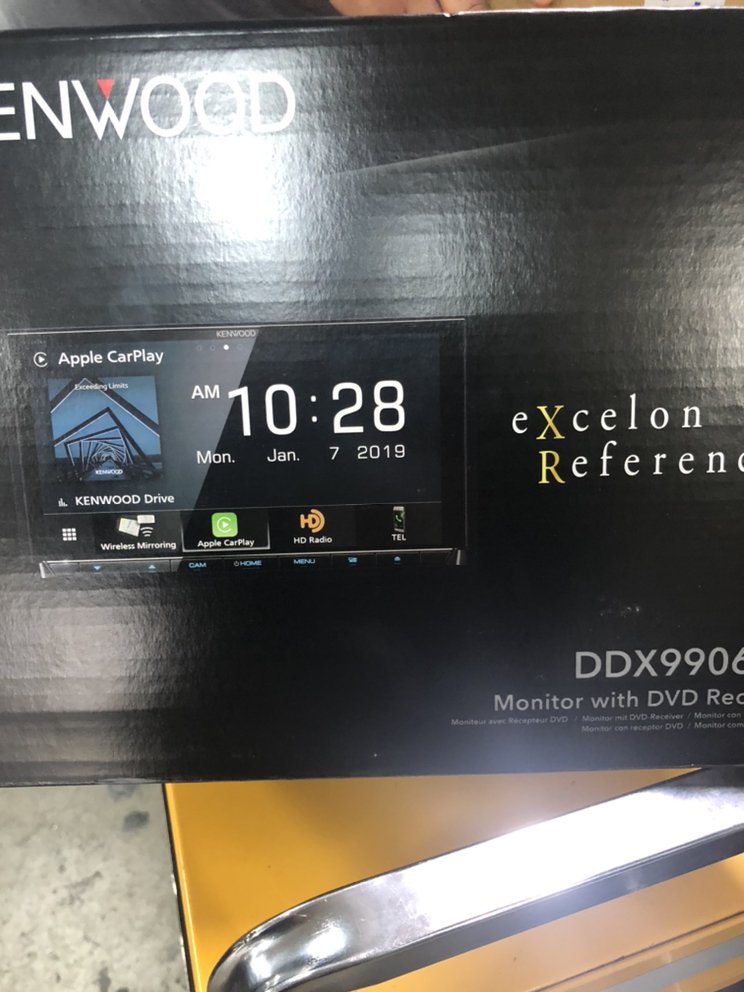 ENWOOD
KENWOOD
Apple CarPlay
Exceeding Limits
KENWOOD
AM 10:28
Mon. Jan. 7 2019
KENWOOD Drive
Wireless Mirroring
Apple CarPlay
HD Radio
TEL
CAM
HOME
MENU
eXcelon
Referenc
DDX9906
Monitor with DVD Rec
Moniteur avec Récepteur DVD / Monitor mit DVD-Receiver / Monitor con
Monitor con receptor DVD / Monitor com